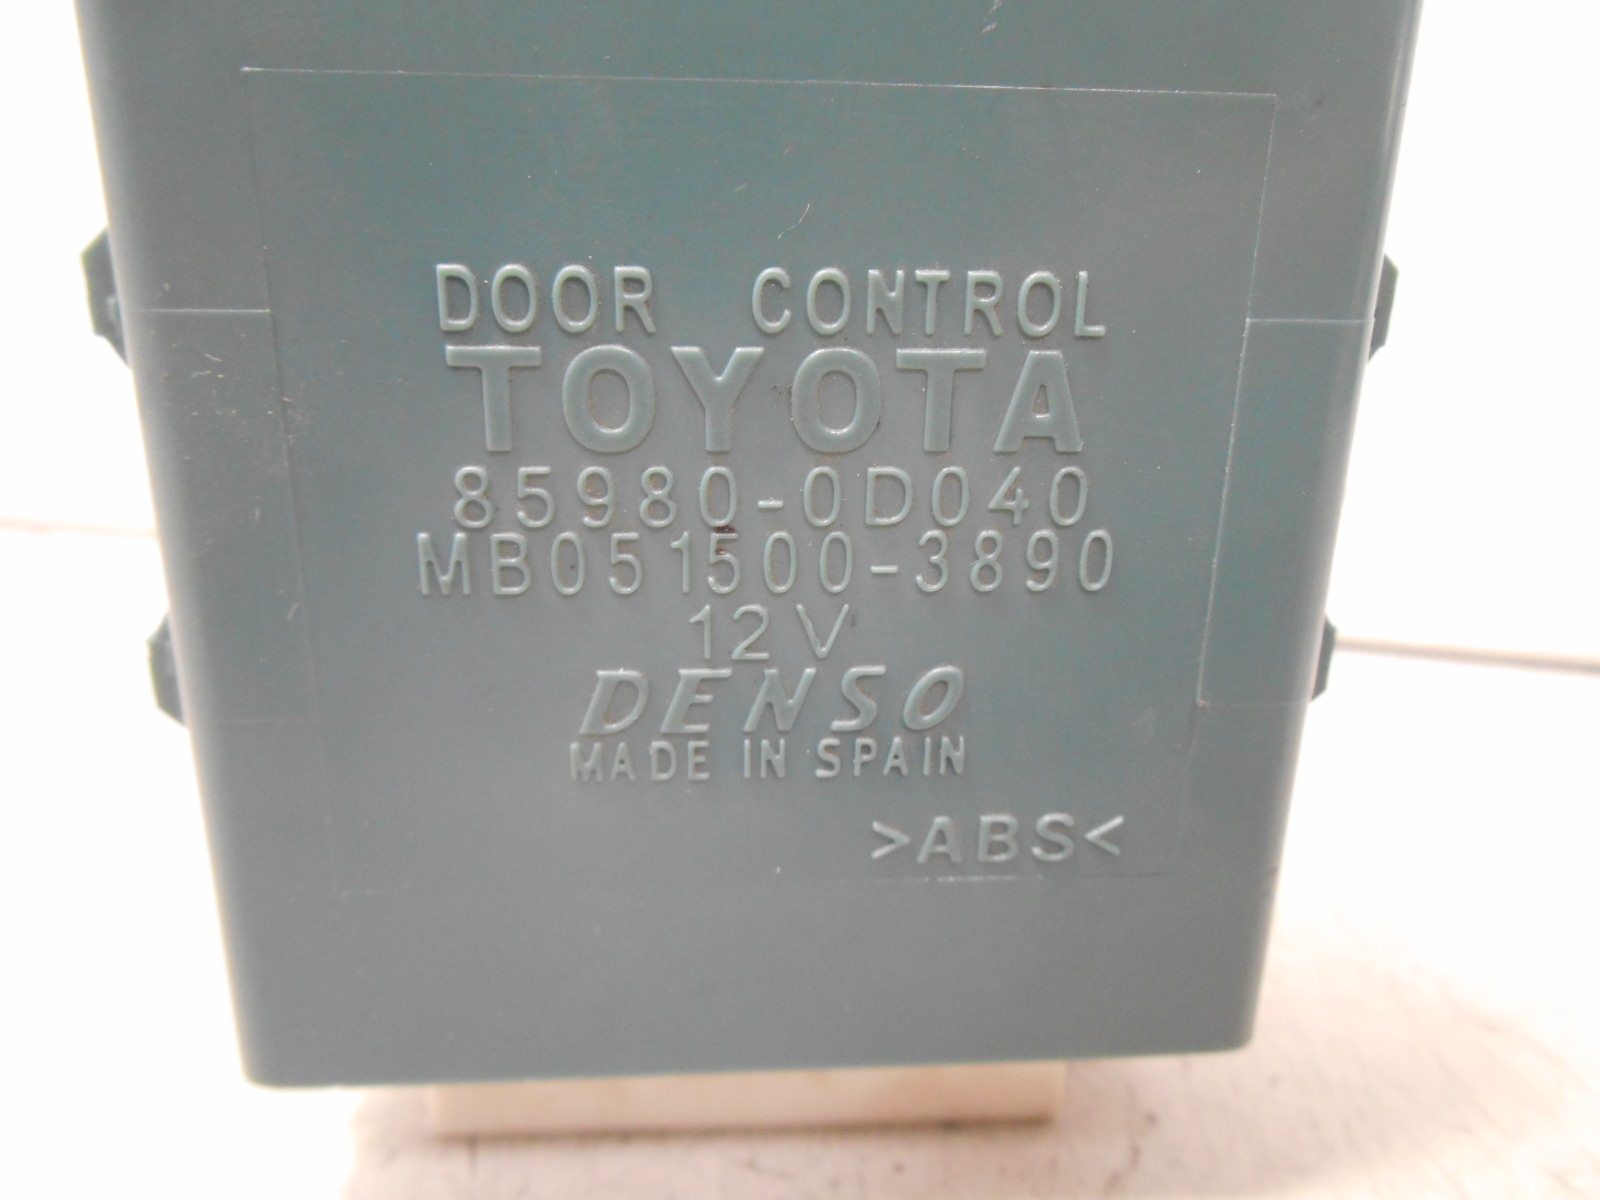 DOOR CONTROL
TOYOTA
85980-0D040
MB051500-3890
12V
DENSO
MADE IN SPAIN
>ABS<